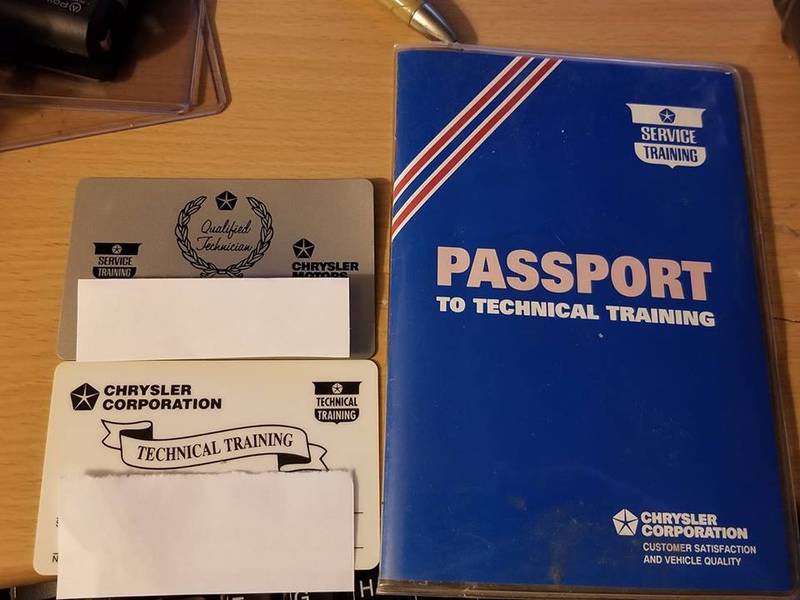 Qualified
Technician
SERVICE
TRAINING
CHRYSLER
MOTORS
CHRYSLER
CORPORATION
TECHNICAL
TRAINING
TECHNICAL TRAINING
SERVICE
TRAINING
PASSPORT
TO TECHNICAL TRAINING
CHRYSLER
CORPORATION
CUSTOMER SATISFACTION
AND VEHICLE QUALITY
G
H